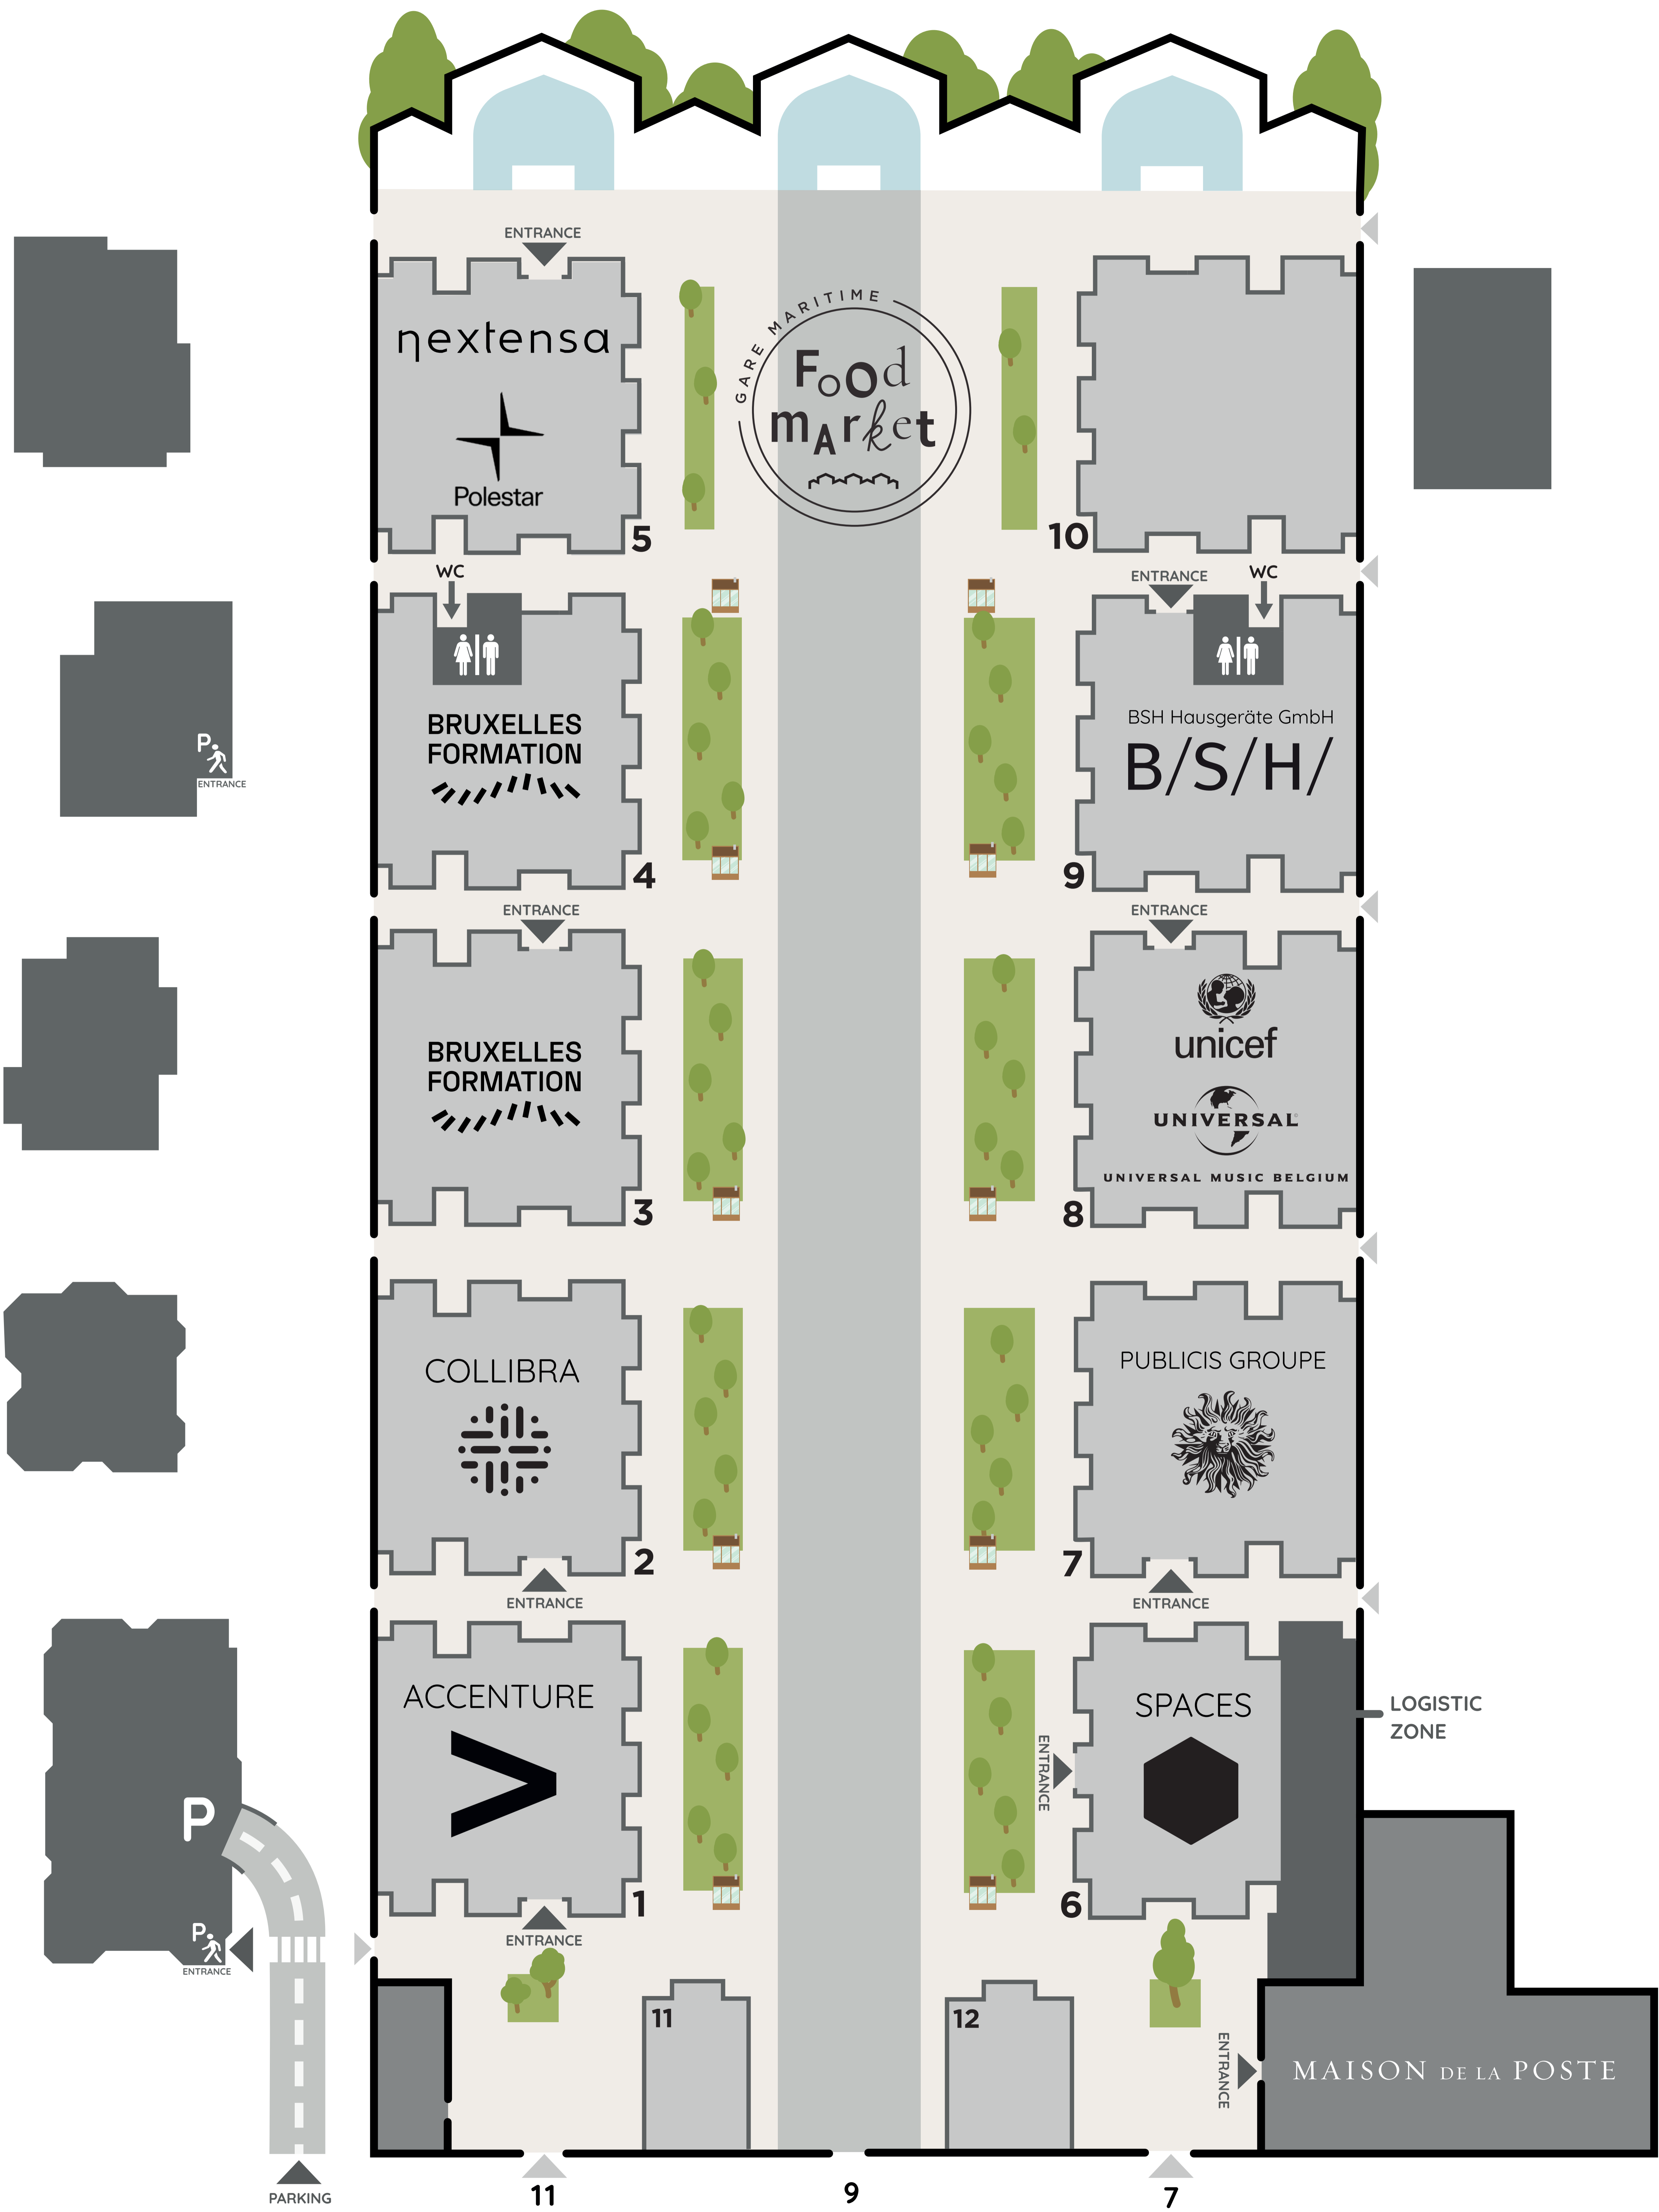 ENTRANCE
nextensa
Polestar
5
GARE MARITIME
Food
mArket
10
WC
ENTRANCE
WC
P
ENTRANCE
BRUXELLES
FORMATION
4
BSH Hausgeräte GmbH
B/S/H/
9
ENTRANCE
ENTRANCE
BRUXELLES
FORMATION
3
unicef
UNIVERSAL
UNIVERSAL MUSIC BELGIUM
8
COLLIBRA
2
ENTRANCE
PUBLICIS GROUPE
7
ENTRANCE
ACCENTURE
1
ENTRANCE
ENTRANCE
SPACES
6
LOGISTIC
ZONE
P
P
ENTRANCE
11
12
ENTRANCE
MAISON DE LA POSTE
PARKING
11
9
7